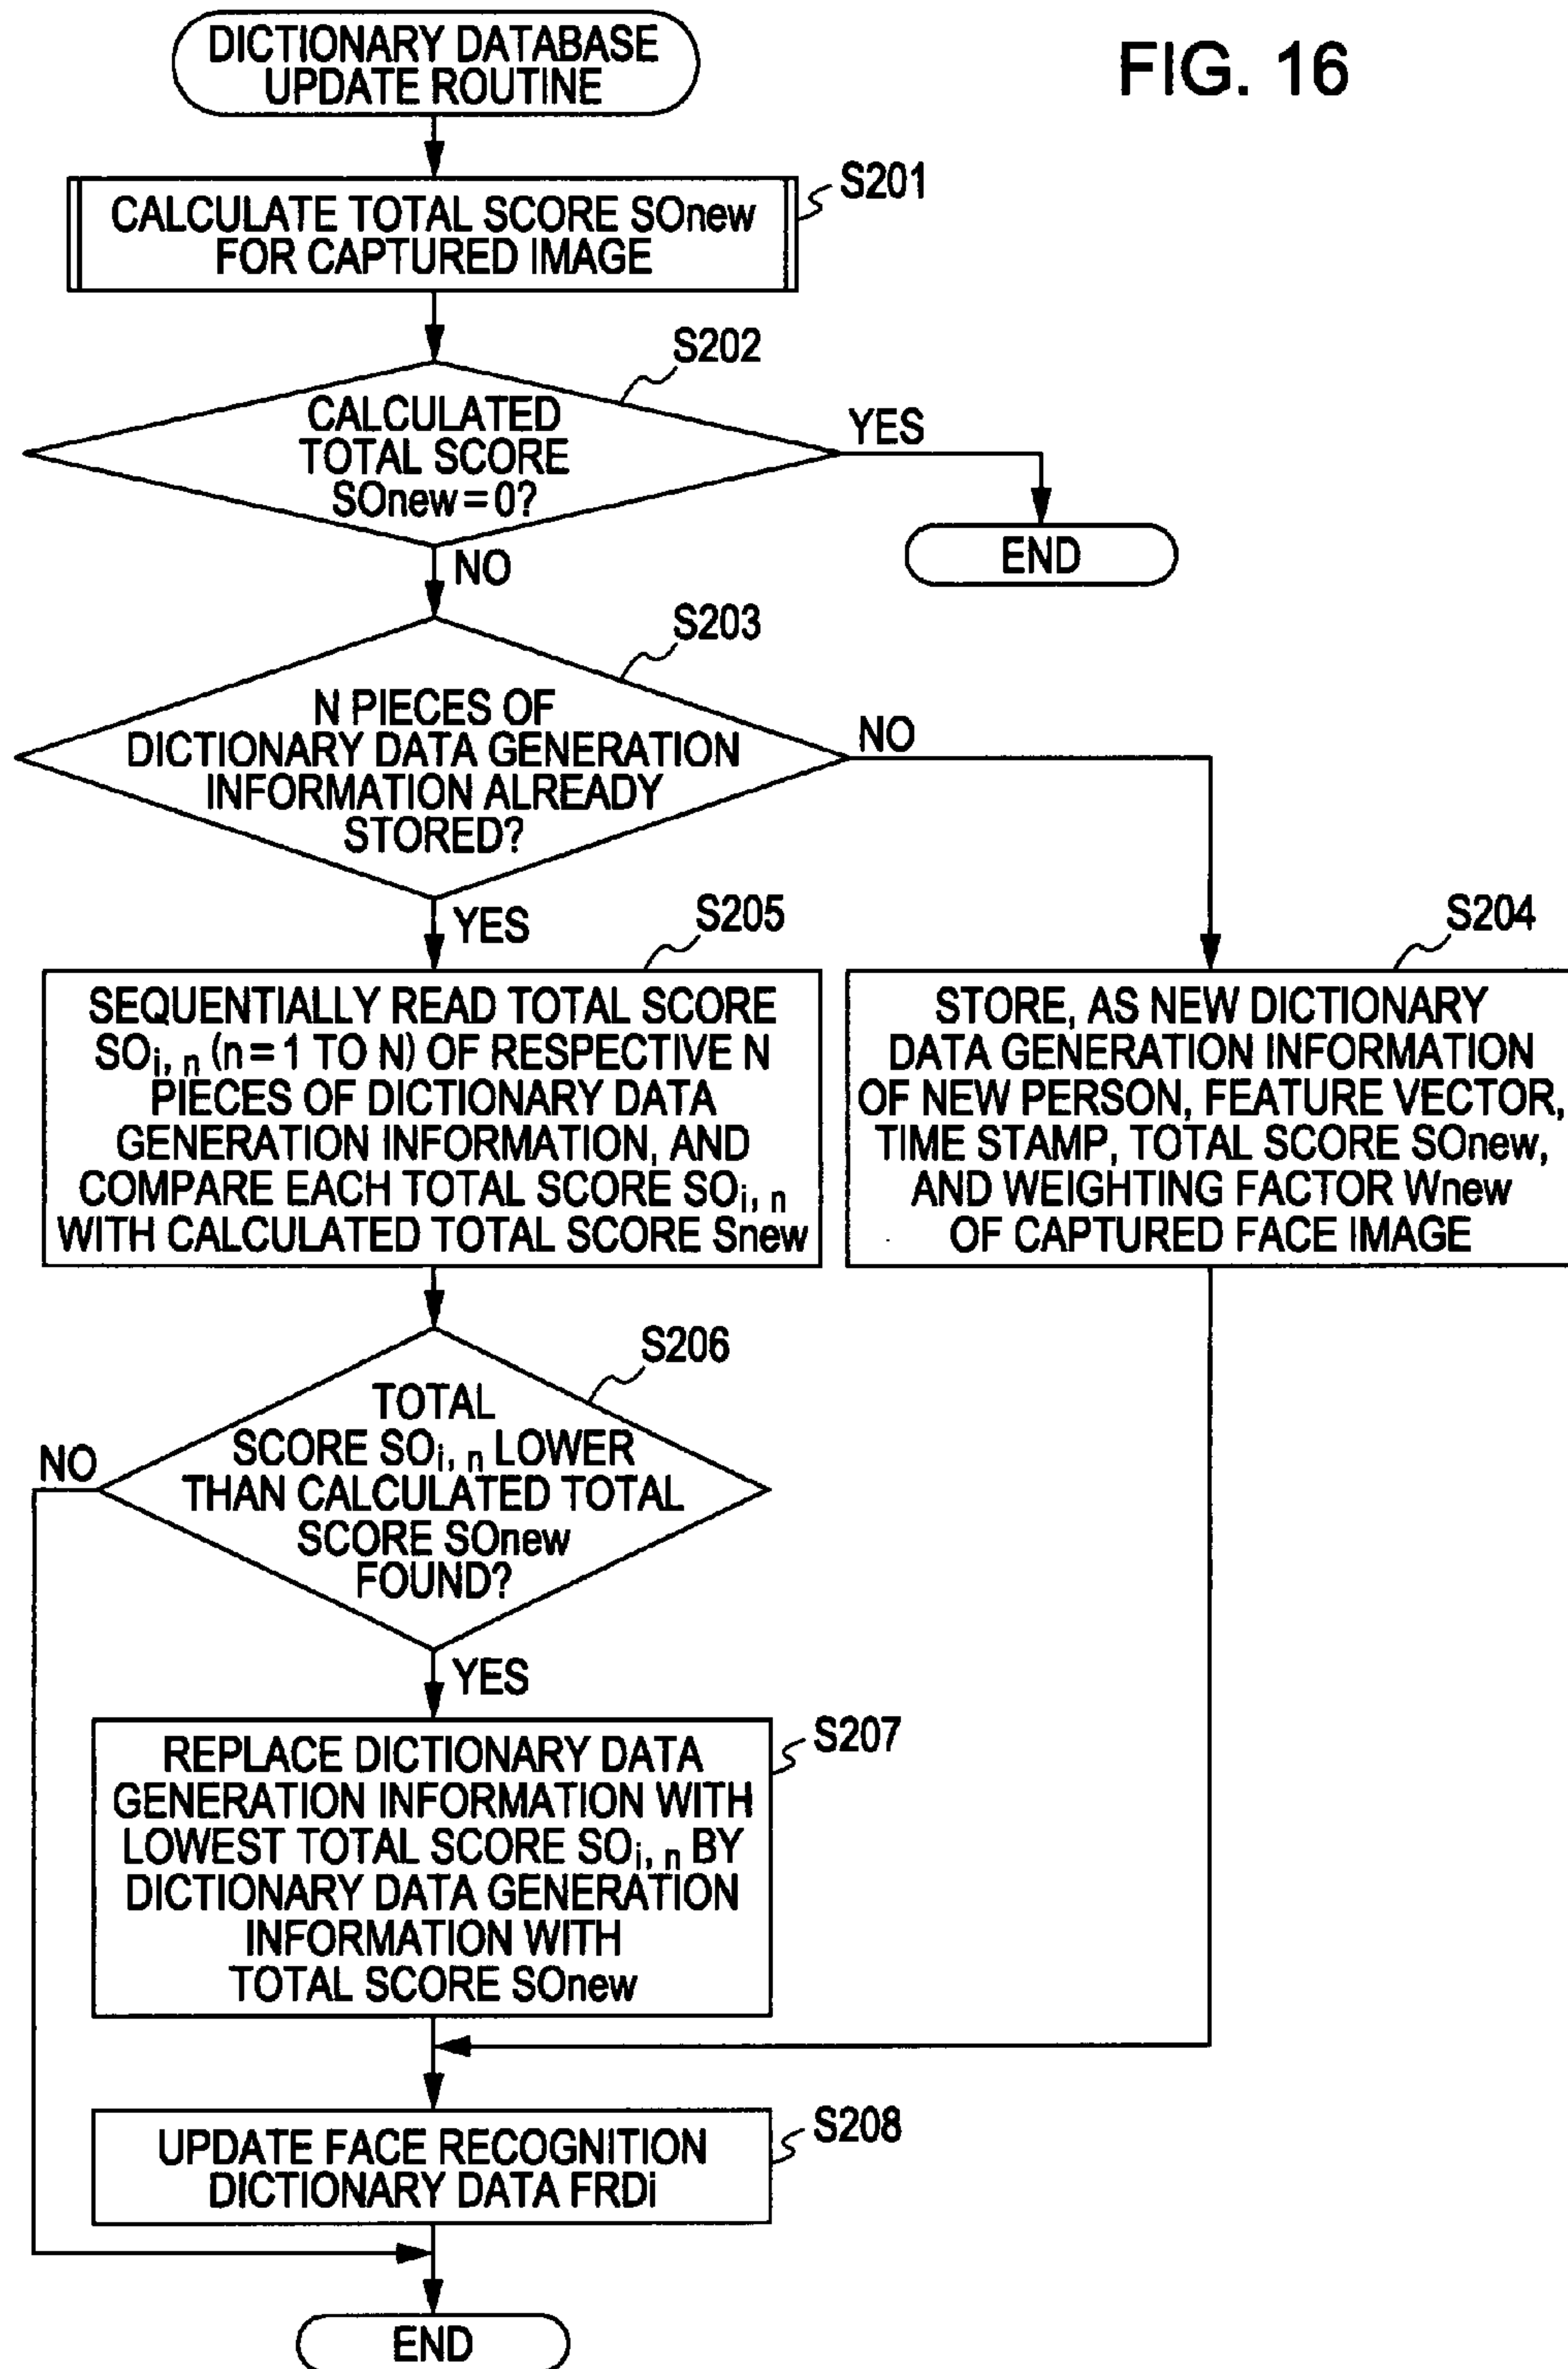 FIG. 16
DICTIONARY DATABASE
UPDATE ROUTINE
S201
CALCULATE TOTAL SCORE SOnew
FOR CAPTURED IMAGE
S202
CALCULATED
TOTAL SCORE
SOnew = 0?
YES
END
NO
S203
N PIECES OF
DICTIONARY DATA GENERATION
INFORMATION ALREADY
STORED?
NO
YES
S205
SEQUENTIALLY READ TOTAL SCORE
SOi, n (n = 1 TO N) OF RESPECTIVE N
PIECES OF DICTIONARY DATA
GENERATION INFORMATION, AND
COMPARE EACH TOTAL SCORE SOi, n
WITH CALCULATED TOTAL SCORE Snew
S204
STORE, AS NEW DICTIONARY
DATA GENERATION INFORMATION
OF NEW PERSON, FEATURE VECTOR,
TIME STAMP, TOTAL SCORE SOnew,
AND WEIGHTING FACTOR Wnew
OF CAPTURED FACE IMAGE
S206
TOTAL
SCORE SOi, n LOWER
THAN CALCULATED TOTAL
SCORE SOnew
FOUND?
NO
YES
S207
REPLACE DICTIONARY DATA
GENERATION INFORMATION WITH
LOWEST TOTAL SCORE SOi, n BY
DICTIONARY DATA GENERATION
INFORMATION WITH
TOTAL SCORE SOnew
S208
UPDATE FACE RECOGNITION
DICTIONARY DATA FRDi
END